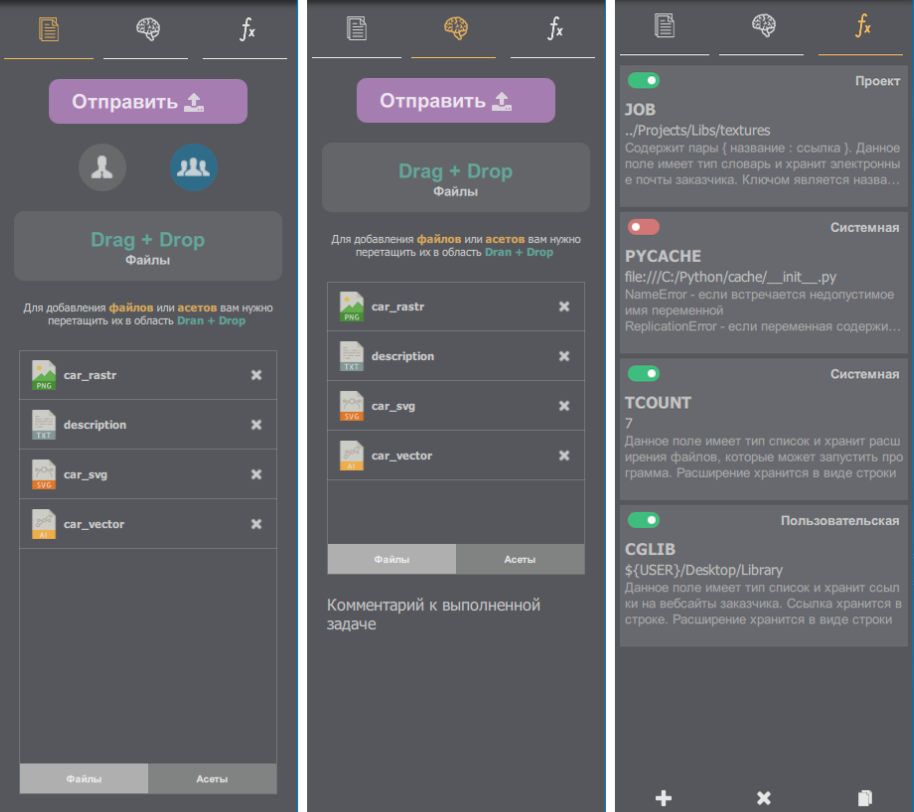 fx
Отправить
Drag + Drop
Файлы
Для добавления файлов или асетов вам нужно
перетащить их в область Dran + Drop
PNG
car_rastr
TXT
description
SVG
car_svg
AI
car_vector
Файлы
Асеты
fx
Отправить
Drag + Drop
Файлы
Для добавления файлов или асетов вам нужно
перетащить их в область Dran + Drop
PNG
car_rastr
TXT
description
SVG
car_svg
AI
car_vector
Файлы
Асеты
Комментарий к выполненной
задаче
fx
Проект
JOB
../Projects/Libs/textures
Содержит пары { название : ссылка }. Данное
поле имеет тип словарь и хранит электронны
е почты заказчика. Ключом является назва...
Системная
PYCACHE
file:///C:/Python/cache/__init__.py
NameError - если встречается недопустимое
имя переменной
ReplicationError - если переменная содержи...
Системная
TCOUNT
7
Данное поле имеет тип список и хранит расш
ирения файлов, которые может запустить про
грамма. Расширение хранится в виде строки
Пользовательская
CGLIB
${USER}/Desktop/Library
Данное поле имеет тип список и хранит ссыл
ки на вебсайты заказчика. Ссылка хранится в
строке. Расширение хранится в виде строки